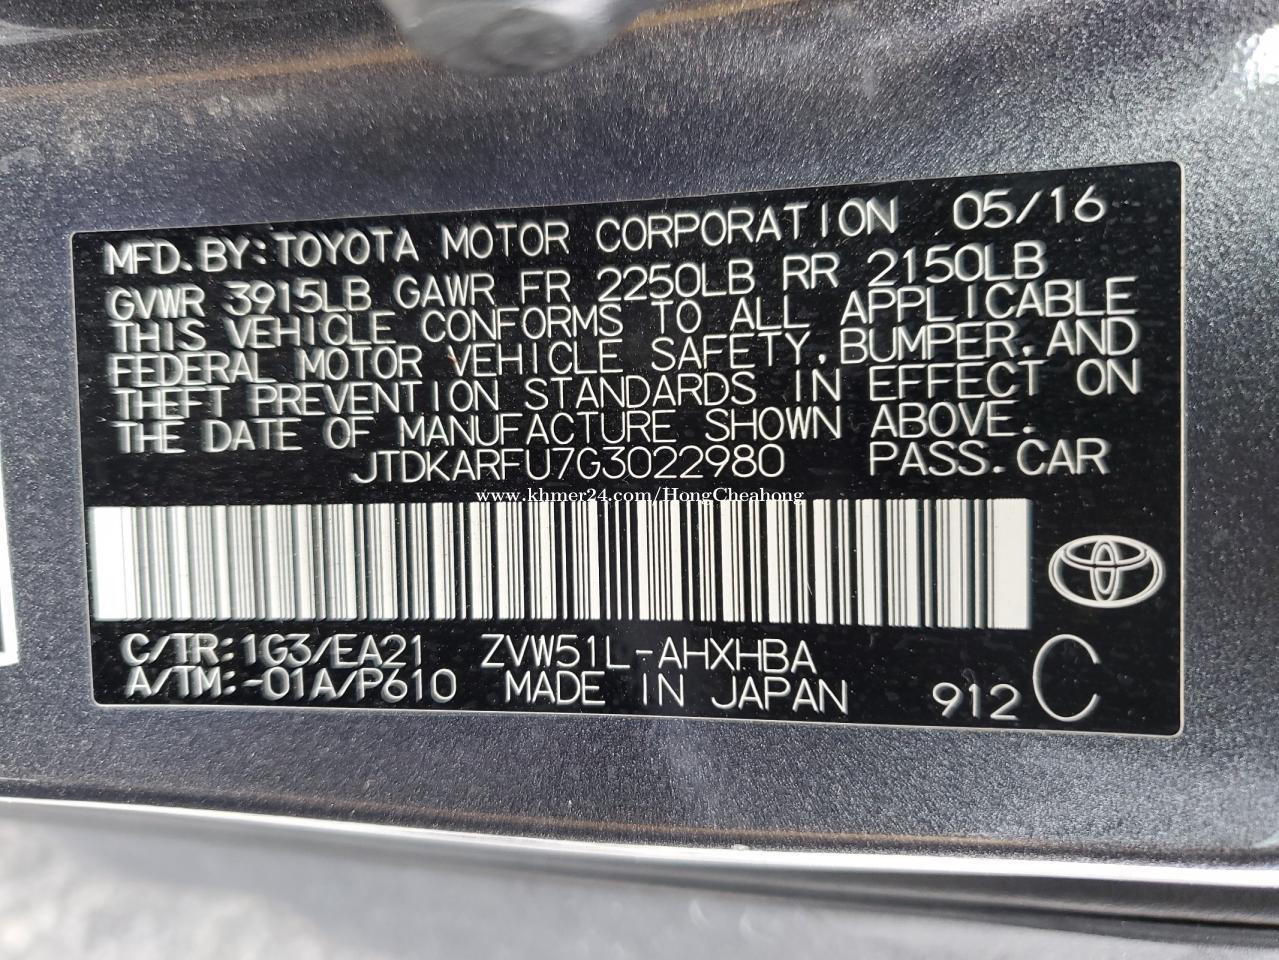 MFD. BY: TOYOTA MOTOR CORPORATION 05/16
GVWR 3915LB GAWR FR 2250LB RR 2150LB
THIS VEHICLE CONFORMS TO ALL APPLICABLE
FEDERAL MOTOR VEHICLE SAFETY, BUMPER, AND
THEFT PREVENTION STANDARDS IN EFFECT ON
THE DATE OF MANUFACTURE SHOWN ABOVE.
JTDKARFU7G3022980 PASS. CAR
www.khmer24.com/HongCheahong
C/TR: 1G3/EA21 ZVW51L-AHXHBA
A/TM: -01A/P610 MADE IN JAPAN 912 C